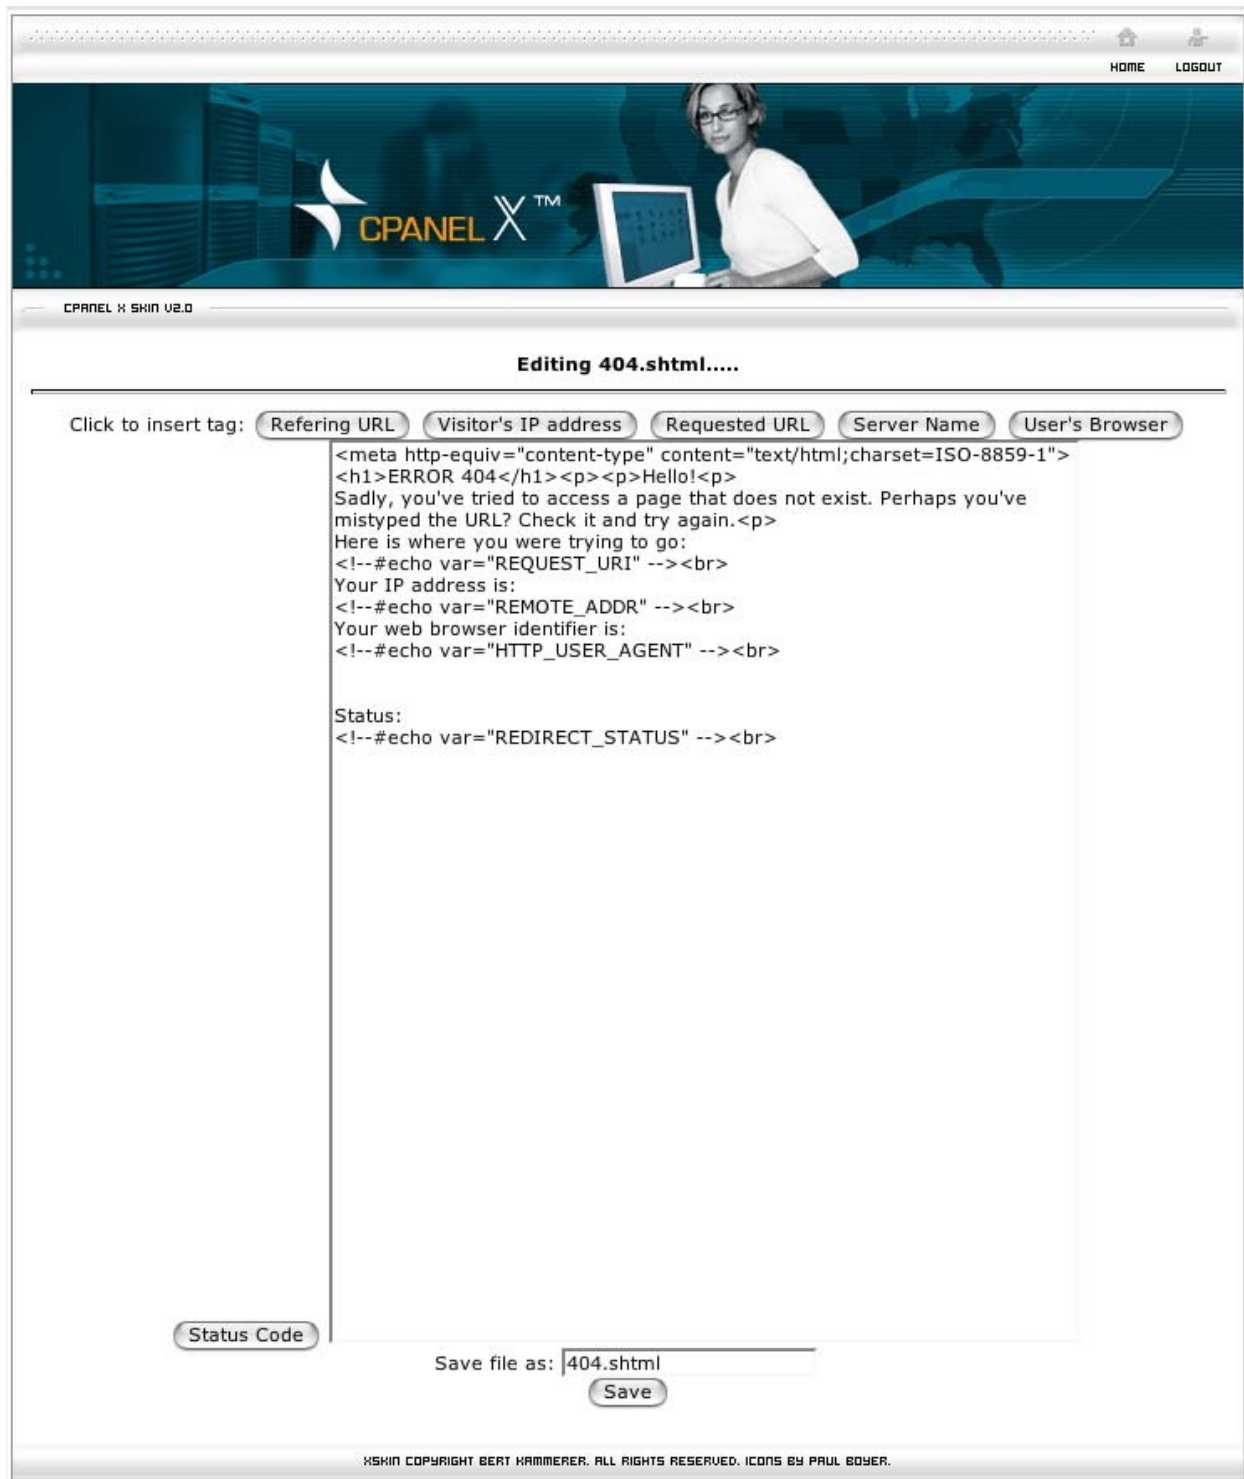 HOME LOGOUT
CPANEL X ™
CPANEL X SKIN V2.0
Editing 404.shtml.....
Click to insert tag: Refering URL Visitor's IP address Requested URL Server Name User's Browser
<meta http-equiv="content-type" content="text/html;charset=ISO-8859-1">
<h1>ERROR 404</h1><p><p>Hello!<p>
Sadly, you've tried to access a page that does not exist. Perhaps you've
mistyped the URL? Check it and try again.<p>
Here is where you were trying to go:
<!--#echo var="REQUEST_URI" --><br>
Your IP address is:
<!--#echo var="REMOTE_ADDR" --><br>
Your web browser identifier is:
<!--#echo var="HTTP_USER_AGENT" --><br>
Status:
<!--#echo var="REDIRECT_STATUS" --><br>
Status Code
Save file as: 404.shtml
Save
XSKIN COPYRIGHT BERT KAMMERER. ALL RIGHTS RESERVED. ICONS BY PAUL BOYER.